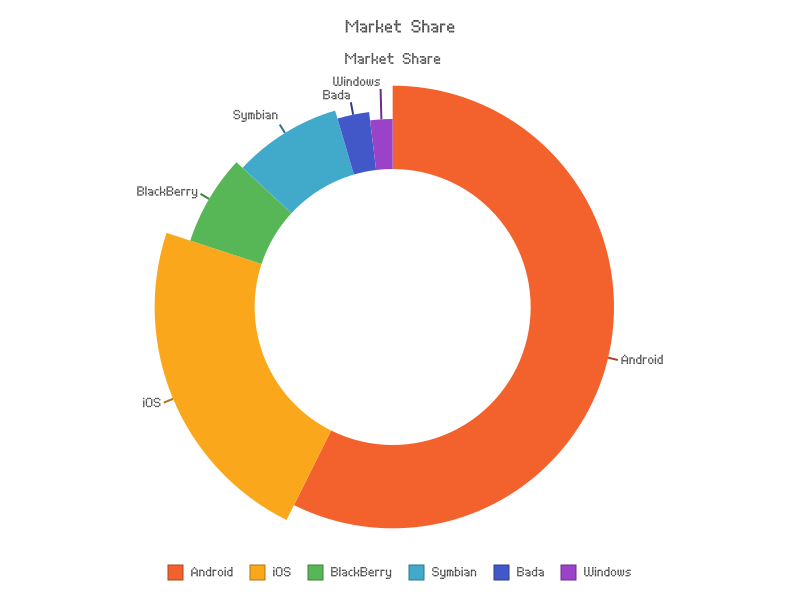 Market Share
Market Share
Windows
Bada
Symbian
BlackBerry
Android
iOS
Android iOS BlackBerry Symbian Bada Windows